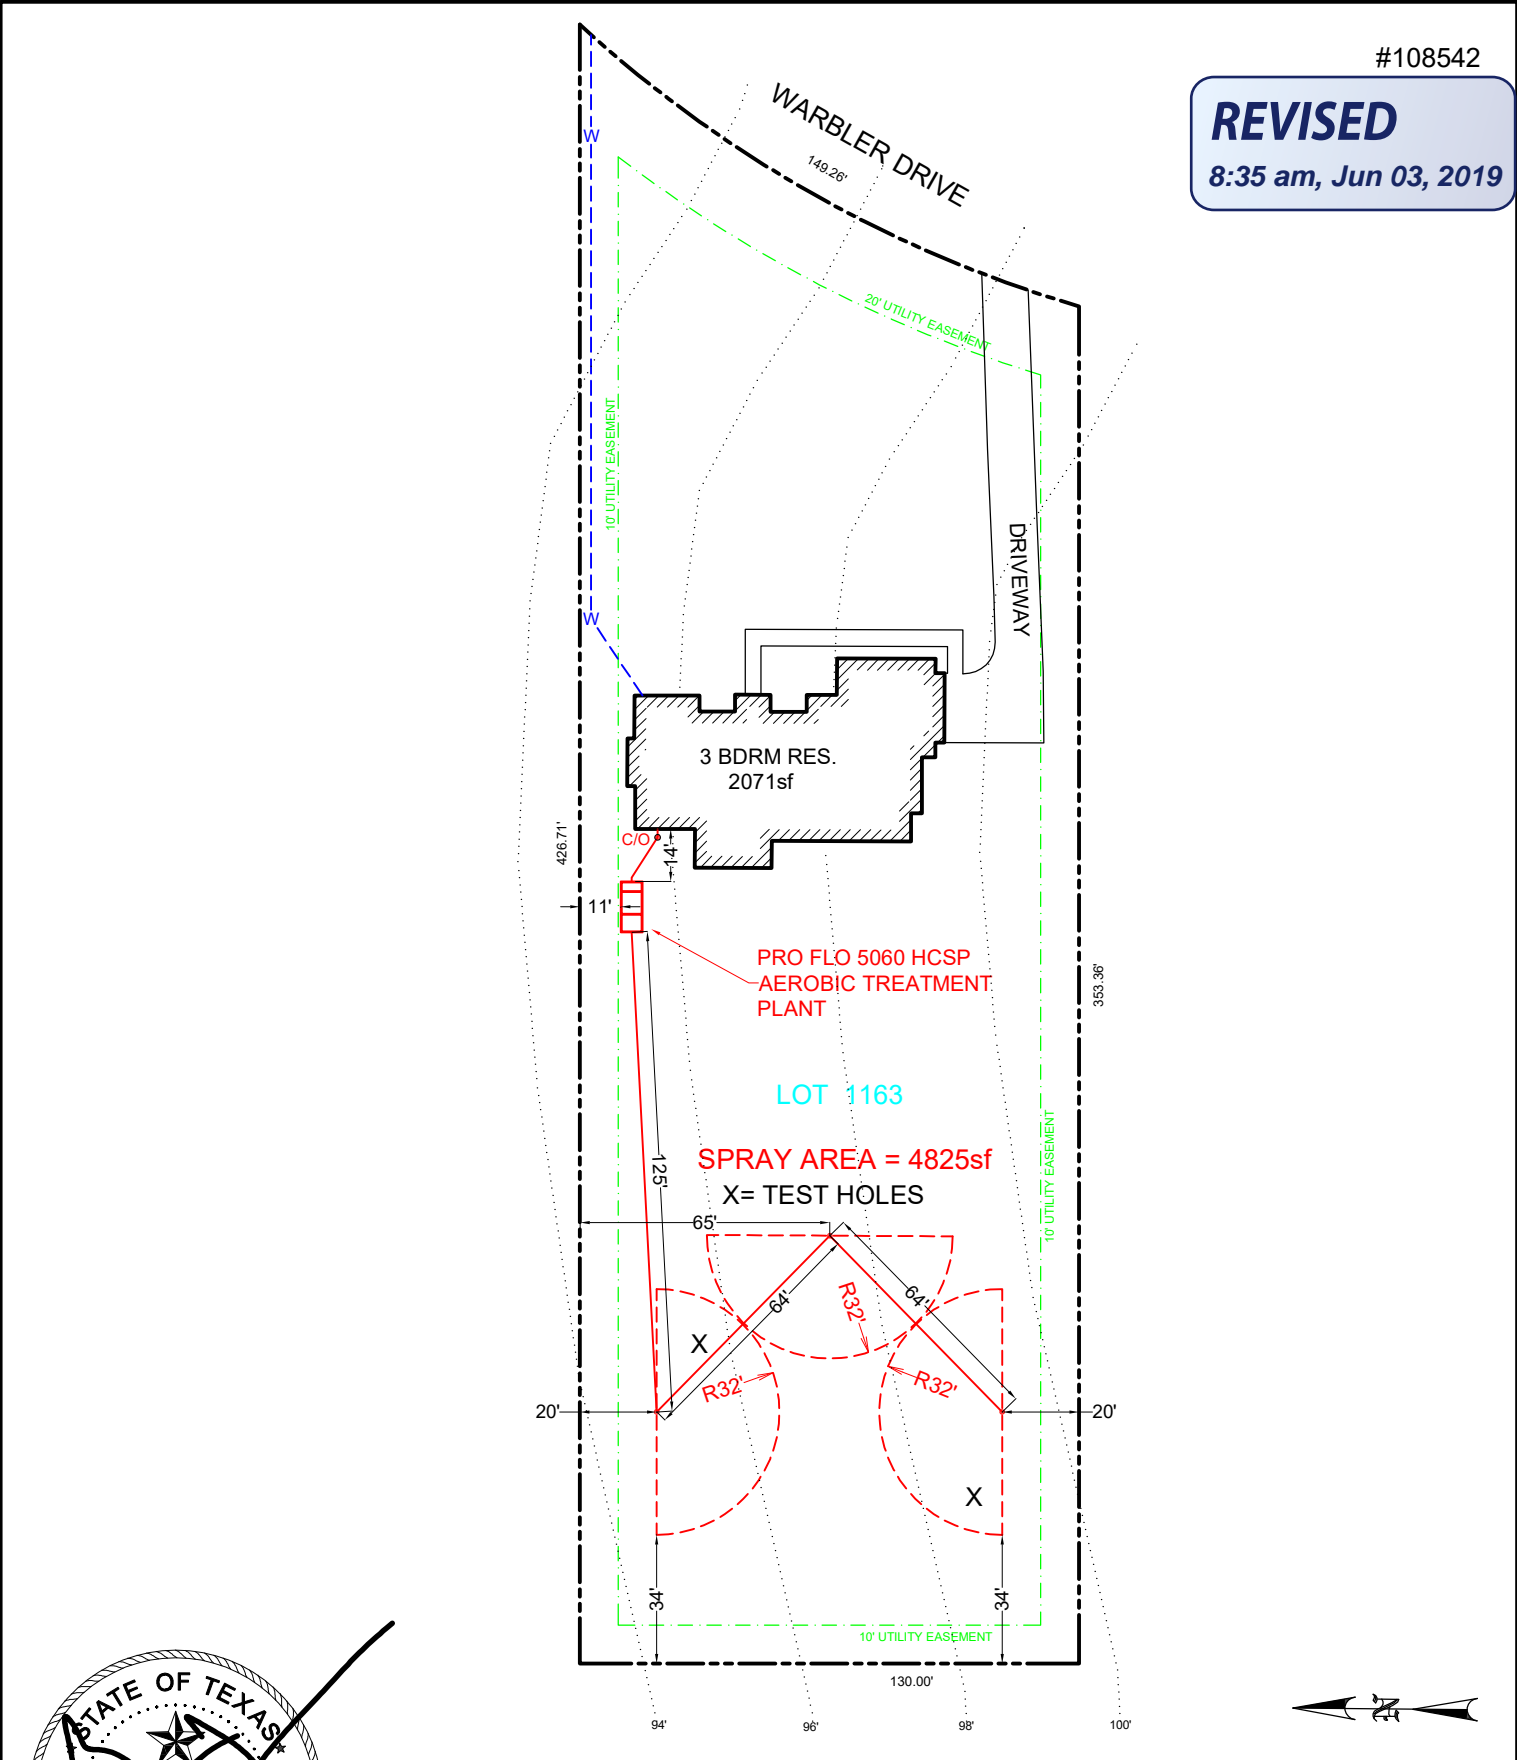 #108542
REVISED
8:35 am, Jun 03, 2019
WARBLER DRIVE
149.26'
W
20' UTILITY EASEMENT
10' UTILITY EASEMENT
DRIVEWAY
W
3 BDRM RES.
2071sf
426.71'
C/O
14'
11'
PRO FLO 5060 HCSP
AEROBIC TREATMENT
PLANT
353.36'
LOT 1163
125'
SPRAY AREA = 4825sf
X= TEST HOLES
10' UTILITY EASEMENT
65'
64'
64'
R32'
X
R32'
R32'
20'
20'
X
34'
34'
10' UTILITY EASEMENT
130.00'
94'
96'
98'
100'
N
STATE OF TEXAS